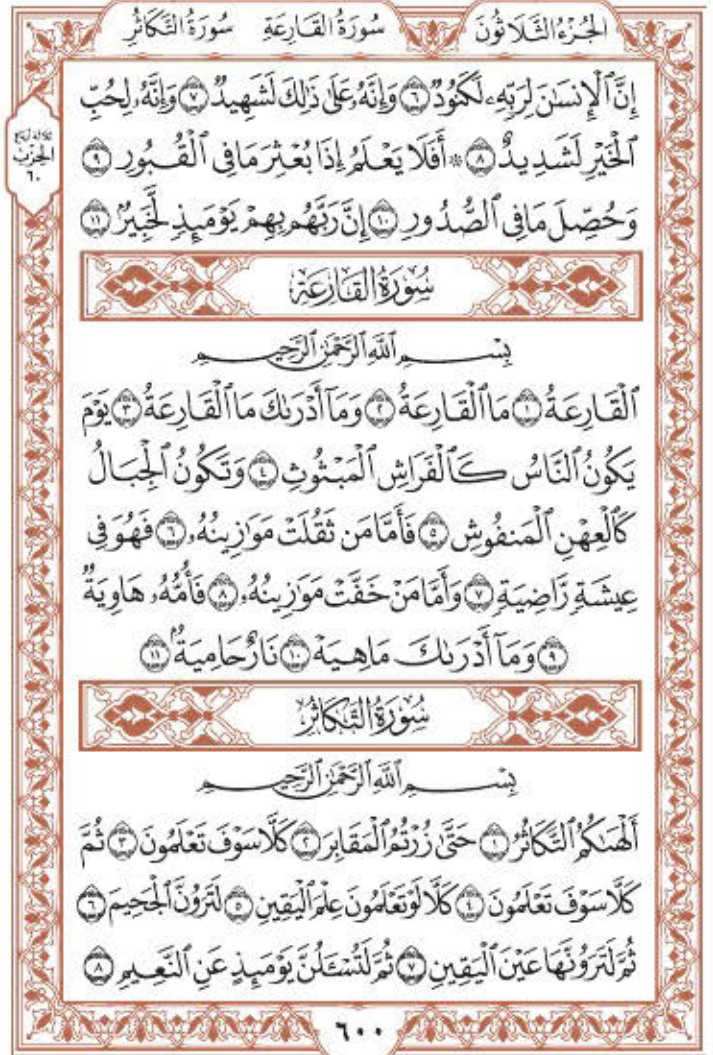 الجُزْءُ الثَّلَاثُونَ سُورَةُ القَارِعَةِ سُورَةُ التَّكَاثُرِ
ثلاثة أرباع
الحِزْبِ
٦٠
إِنَّ ٱلْإِنسَٰنَ لِرَبِّهِۦ لَكَنُودٌ ٦ وَإِنَّهُۥ عَلَىٰ ذَٰلِكَ لَشَهِيدٌ ٧ وَإِنَّهُۥ لِحُبِّ
ٱلْخَيْرِ لَشَدِيدٌ ٨ ۞ أَفَلَا يَعْلَمُ إِذَا بُعْثِرَ مَا فِى ٱلْقُبُورِ ٩
وَحُصِّلَ مَا فِى ٱلصُّدُورِ ١٠ إِنَّ رَبَّهُم بِهِمْ يَوْمَئِذٍ لَّخَبِيرٌۢ ١١
سُورَةُ القَارِعَةِ
بِسْمِ ٱللَّهِ ٱلرَّحْمَٰنِ ٱلرَّحِيمِ
ٱلْقَارِعَةُ ١ مَا ٱلْقَارِعَةُ ٢ وَمَآ أَدْرَىٰكَ مَا ٱلْقَارِعَةُ ٣ يَوْمَ
يَكُونُ ٱلنَّاسُ كَٱلْفَرَاشِ ٱلْمَبْثُوثِ ٤ وَتَكُونُ ٱلْجِبَالُ
كَٱلْعِهْنِ ٱلْمَنفُوشِ ٥ فَأَمَّا مَن ثَقُلَتْ مَوَٰزِينُهُۥ ٦ فَهُوَ فِى
عِيشَةٍ رَّاضِيَةٍ ٧ وَأَمَّا مَنْ خَفَّتْ مَوَٰزِينُهُۥ ٨ فَأُمُّهُۥ هَاوِيَةٌ
٩ وَمَآ أَدْرَىٰكَ مَا هِيَهْ ١٠ نَارٌ حَامِيَةٌۢ ١١
سُورَةُ التَّكَاثُرِ
بِسْمِ ٱللَّهِ ٱلرَّحْمَٰنِ ٱلرَّحِيمِ
أَلْهَىٰكُمُ ٱلتَّكَاثُرُ ١ حَتَّىٰ زُرْتُمُ ٱلْمَقَابِرَ ٢ كَلَّا سَوْفَ تَعْلَمُونَ ٣ ثُمَّ
كَلَّا سَوْفَ تَعْلَمُونَ ٤ كَلَّا لَوْ تَعْلَمُونَ عِلْمَ ٱلْيَقِينِ ٥ لَتَرَوُنَّ ٱلْجَحِيمَ ٦
ثُمَّ لَتَرَوُنَّهَا عَيْنَ ٱلْيَقِينِ ٧ ثُمَّ لَتُسْـَٔلُنَّ يَوْمَئِذٍ عَنِ ٱلنَّعِيمِ ٨
٦٠٠